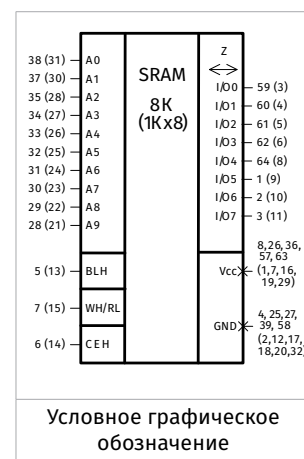 38 (31) A0
37 (30) A1
35 (28) A2
34 (27) A3
33 (26) A4
32 (25) A5
31 (24) A6
30 (23) A7
29 (22) A8
28 (21) A9
5 (13) BLH
7 (15) WH/RL
6 (14) CEH
SRAM
8K
(1Kx8)
Z
I/O0 59 (3)
I/O1 60 (4)
I/O2 61 (5)
I/O3 62 (6)
I/O4 64 (8)
I/O5 1 (9)
I/O6 2 (10)
I/O7 3 (11)
Vcc 8,26,36,
57, 63
(1,7,16,
19,29)
GND 4, 25,27,
39, 58
(2,12,17,
18,20,32)
Условное графическое
обозначение